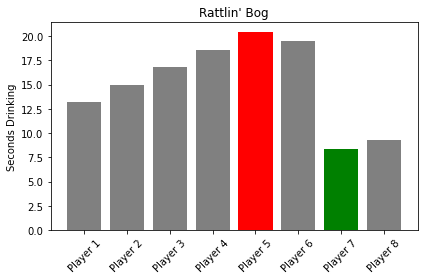 Rattlin' Bog
Seconds Drinking
20.0
17.5
15.0
12.5
10.0
7.5
5.0
2.5
0.0
Player 1
Player 2
Player 3
Player 4
Player 5
Player 6
Player 7
Player 8